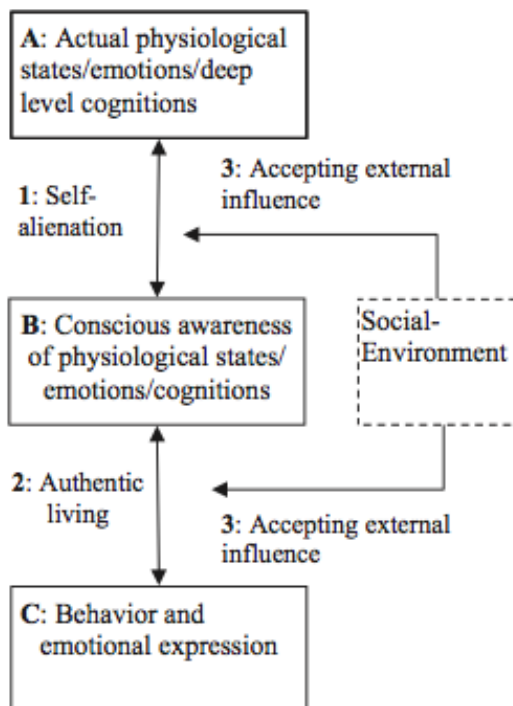 A: Actual physiological
states/emotions/deep
level cognitions
3: Accepting external
influence
1: Self-
alienation
B: Conscious awareness
of physiological states/
emotions/cognitions
Social-
Environment
2: Authentic
living
3: Accepting external
influence
C: Behavior and
emotional expression